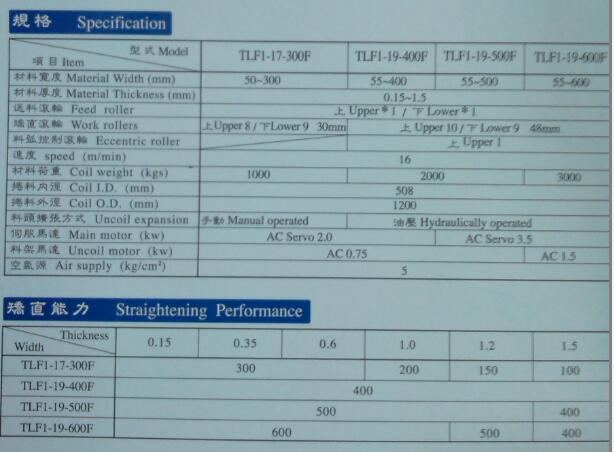 規格 Specification
型式 Model
項目 Item
TLF1-17-300F TLF1-19-400F TLF1-19-500F TLF1-19-600F
材料寬度 Material Width (mm) 50~300 55~400 55~500 55~600
材料厚度 Material Thickness (mm) 0.15~1.5
送料滾輪 Feed roller 上 Upper*1 / 下 Lower*1
矯直滾輪 Work rollers 上 Upper 8 / 下 Lower 9 30mm 上 Upper 10 / 下 Lower 9 48mm
料弧控制滾輪 Eccentric roller 上 Upper 1
速度 speed (m/min) 16
材料荷重 Coil weight (kgs) 1000 2000 3000
捲料內徑 Coil I.D. (mm) 508
捲料外徑 Coil O.D. (mm) 1200
料頭擴張方式 Uncoil expansion 手動 Manual operated 油壓 Hydraulically operated
伺服馬達 Main motor (kw) AC Servo 2.0 AC Servo 3.5
料架馬達 Uncoil motor (kw) AC 0.75 AC 1.5
空氣源 Air supply (kg/cm²) 5
矯直能力 Straightening Performance
Thickness
Width
0.15 0.35 0.6 1.0 1.2 1.5
TLF1-17-300F 300 200 150 100
TLF1-19-400F 400
TLF1-19-500F 500 400
TLF1-19-600F 600 500 400